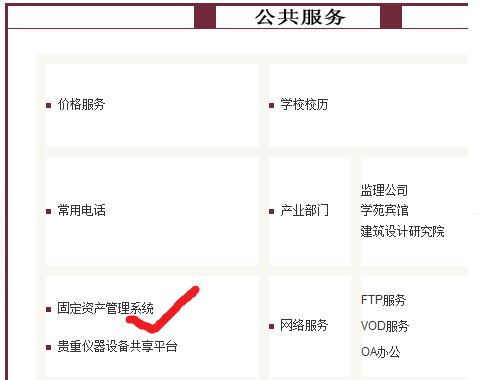 公共服务
价格服务
学校校历
常用电话
产业部门
监理公司
学苑宾馆
建筑设计研究院
固定资产管理系统
贵重仪器设备共享平台
网络服务
FTP服务
VOD服务
OA办公